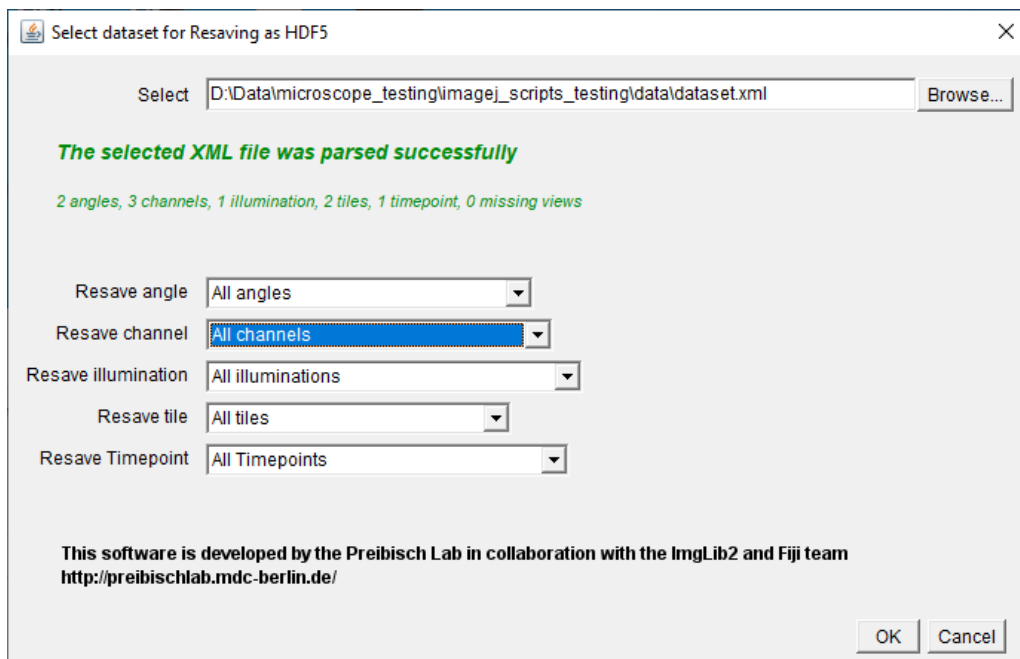 Select dataset for Resaving as HDF5
Select D:\Data\microscope_testing\imagej_scripts_testing\data\dataset.xml Browse...
The selected XML file was parsed successfully
2 angles, 3 channels, 1 illumination, 2 tiles, 1 timepoint, 0 missing views
Resave angle All angles
Resave channel All channels
Resave illumination All illuminations
Resave tile All tiles
Resave Timepoint All Timepoints
This software is developed by the Preibisch Lab in collaboration with the ImgLib2 and Fiji team
http://preibischlab.mdc-berlin.de/
OK Cancel